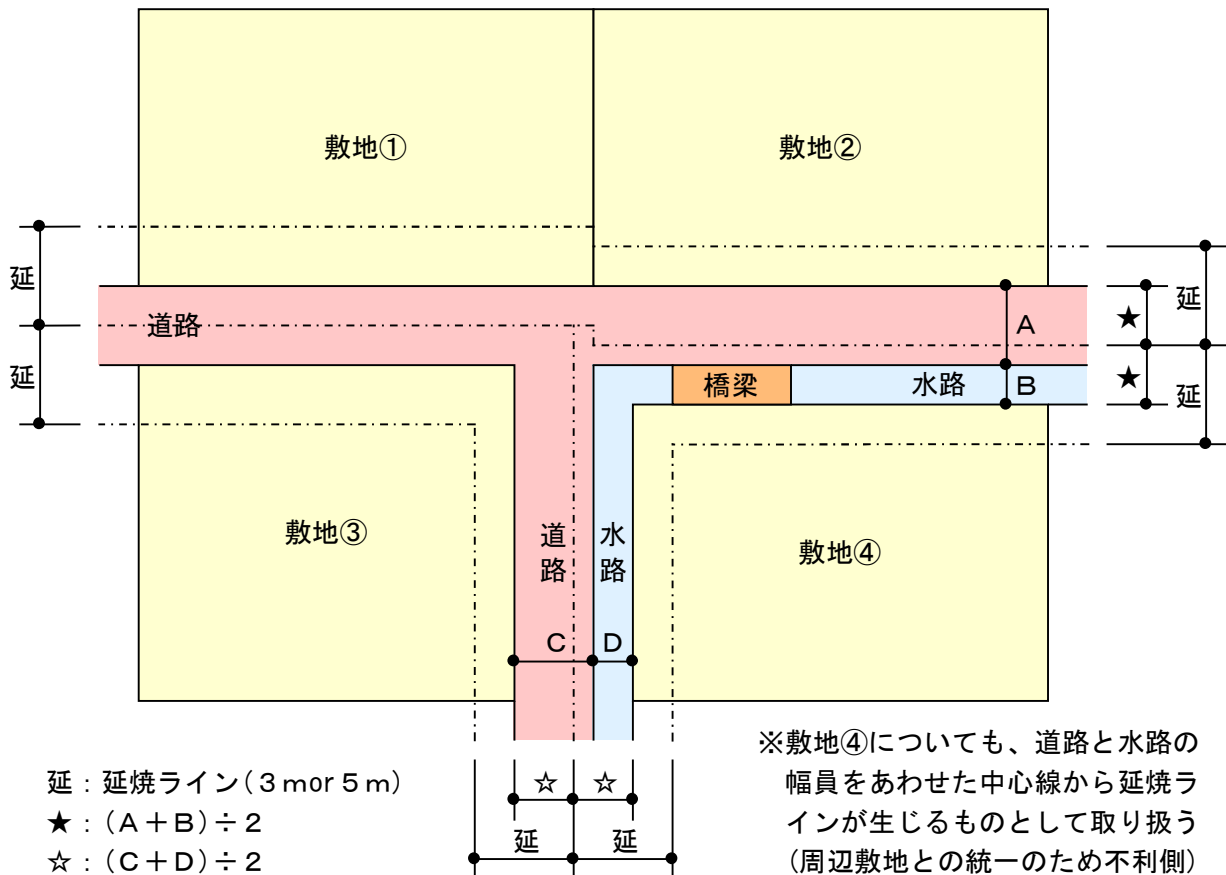 敷地①
敷地②
延
延
道路
A
B
★
★
延
延
橋梁
水路
敷地③
道路
水路
敷地④
C
D
☆
☆
延
延
延：延焼ライン(３ｍor５ｍ)
★：(Ａ＋Ｂ)÷２
☆：(Ｃ＋Ｄ)÷２
※敷地④についても、道路と水路の
幅員をあわせた中心線から延焼ラ
インが生じるものとして取り扱う
(周辺敷地との統一のため不利側)